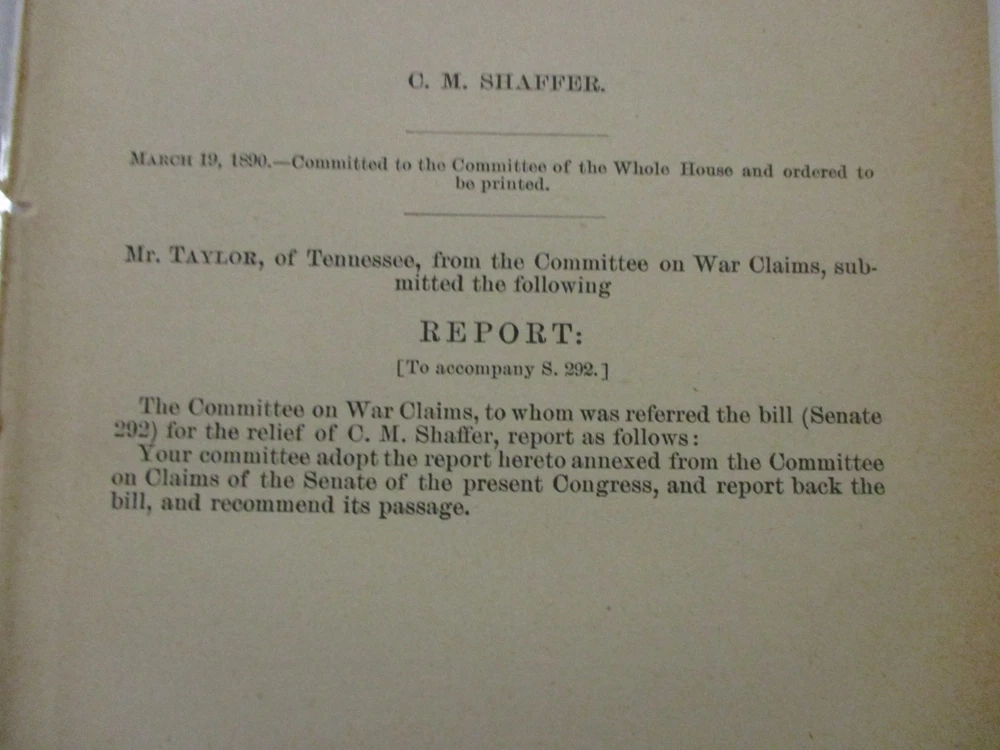 C. M. SHAFFER.
MARCH 19, 1890.—Committed to the Committee of the Whole House and ordered to
be printed.
Mr. TAYLOR, of Tennessee, from the Committee on War Claims, sub-
mitted the following
REPORT:
[To accompany S. 292.]
The Committee on War Claims, to whom was referred the bill (Senate
292) for the relief of C. M. Shaffer, report as follows:
Your committee adopt the report hereto annexed from the Committee
on Claims of the Senate of the present Congress, and report back the
bill, and recommend its passage.